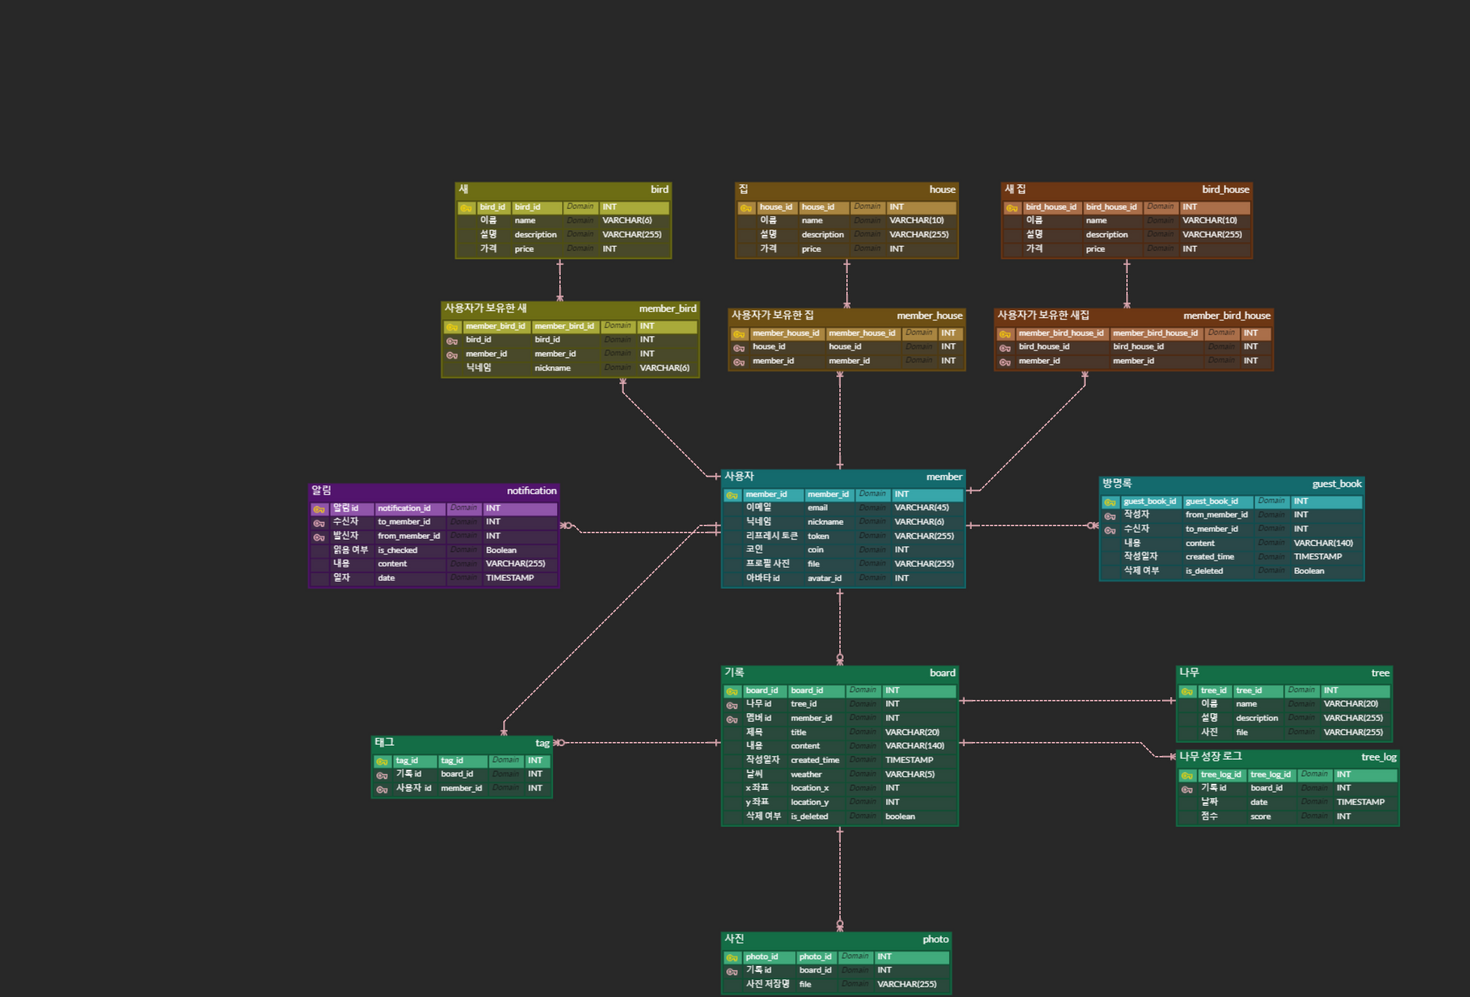 새 bird
bird_id bird_id Domain INT
이름 name Domain VARCHAR(6)
설명 description Domain VARCHAR(255)
가격 price Domain INT
집 house
house_id house_id Domain INT
이름 name Domain VARCHAR(10)
설명 description Domain VARCHAR(255)
가격 price Domain INT
새 집 bird_house
bird_house_id bird_house_id Domain INT
이름 name Domain VARCHAR(10)
설명 description Domain VARCHAR(255)
가격 price Domain INT
사용자가 보유한 새 member_bird
member_bird_id member_bird_id Domain INT
bird_id bird_id Domain INT
member_id member_id Domain INT
닉네임 nickname Domain VARCHAR(6)
사용자가 보유한 집 member_house
member_house_id member_house_id Domain INT
house_id house_id Domain INT
member_id member_id Domain INT
사용자가 보유한 새집 member_bird_house
member_bird_house_id member_bird_house_id Domain INT
bird_house_id bird_house_id Domain INT
member_id member_id Domain INT
알림 notification
알림 id notification_id Domain INT
수신자 to_member_id Domain INT
발신자 from_member_id Domain INT
읽음 여부 is_checked Domain Boolean
내용 content Domain VARCHAR(255)
일자 date Domain TIMESTAMP
사용자 member
member_id member_id Domain INT
이메일 email Domain VARCHAR(45)
닉네임 nickname Domain VARCHAR(6)
리프레시 토큰 token Domain VARCHAR(255)
코인 coin Domain INT
프로필 사진 file Domain VARCHAR(255)
아바타 id avatar_id Domain INT
방명록 guest_book
guest_book_id guest_book_id Domain INT
작성자 from_member_id Domain INT
수신자 to_member_id Domain INT
내용 content Domain VARCHAR(140)
작성일자 created_time Domain TIMESTAMP
삭제 여부 is_deleted Domain Boolean
기록 board
board_id board_id Domain INT
나무 id tree_id Domain INT
멤버 id member_id Domain INT
제목 title Domain VARCHAR(20)
내용 content Domain VARCHAR(140)
작성일자 created_time Domain TIMESTAMP
날씨 weather Domain VARCHAR(5)
x 좌표 location_x Domain INT
y 좌표 location_y Domain INT
삭제 여부 is_deleted Domain boolean
나무 tree
tree_id tree_id Domain INT
이름 name Domain VARCHAR(20)
설명 description Domain VARCHAR(255)
사진 file Domain VARCHAR(255)
태그 tag
tag_id tag_id Domain INT
기록 id board_id Domain INT
사용자 id member_id Domain INT
나무 성장 로그 tree_log
tree_log_id tree_log_id Domain INT
기록 id board_id Domain INT
날짜 date Domain TIMESTAMP
점수 score Domain INT
사진 photo
photo_id photo_id Domain INT
기록 id board_id Domain INT
사진 저장명 file Domain VARCHAR(255)